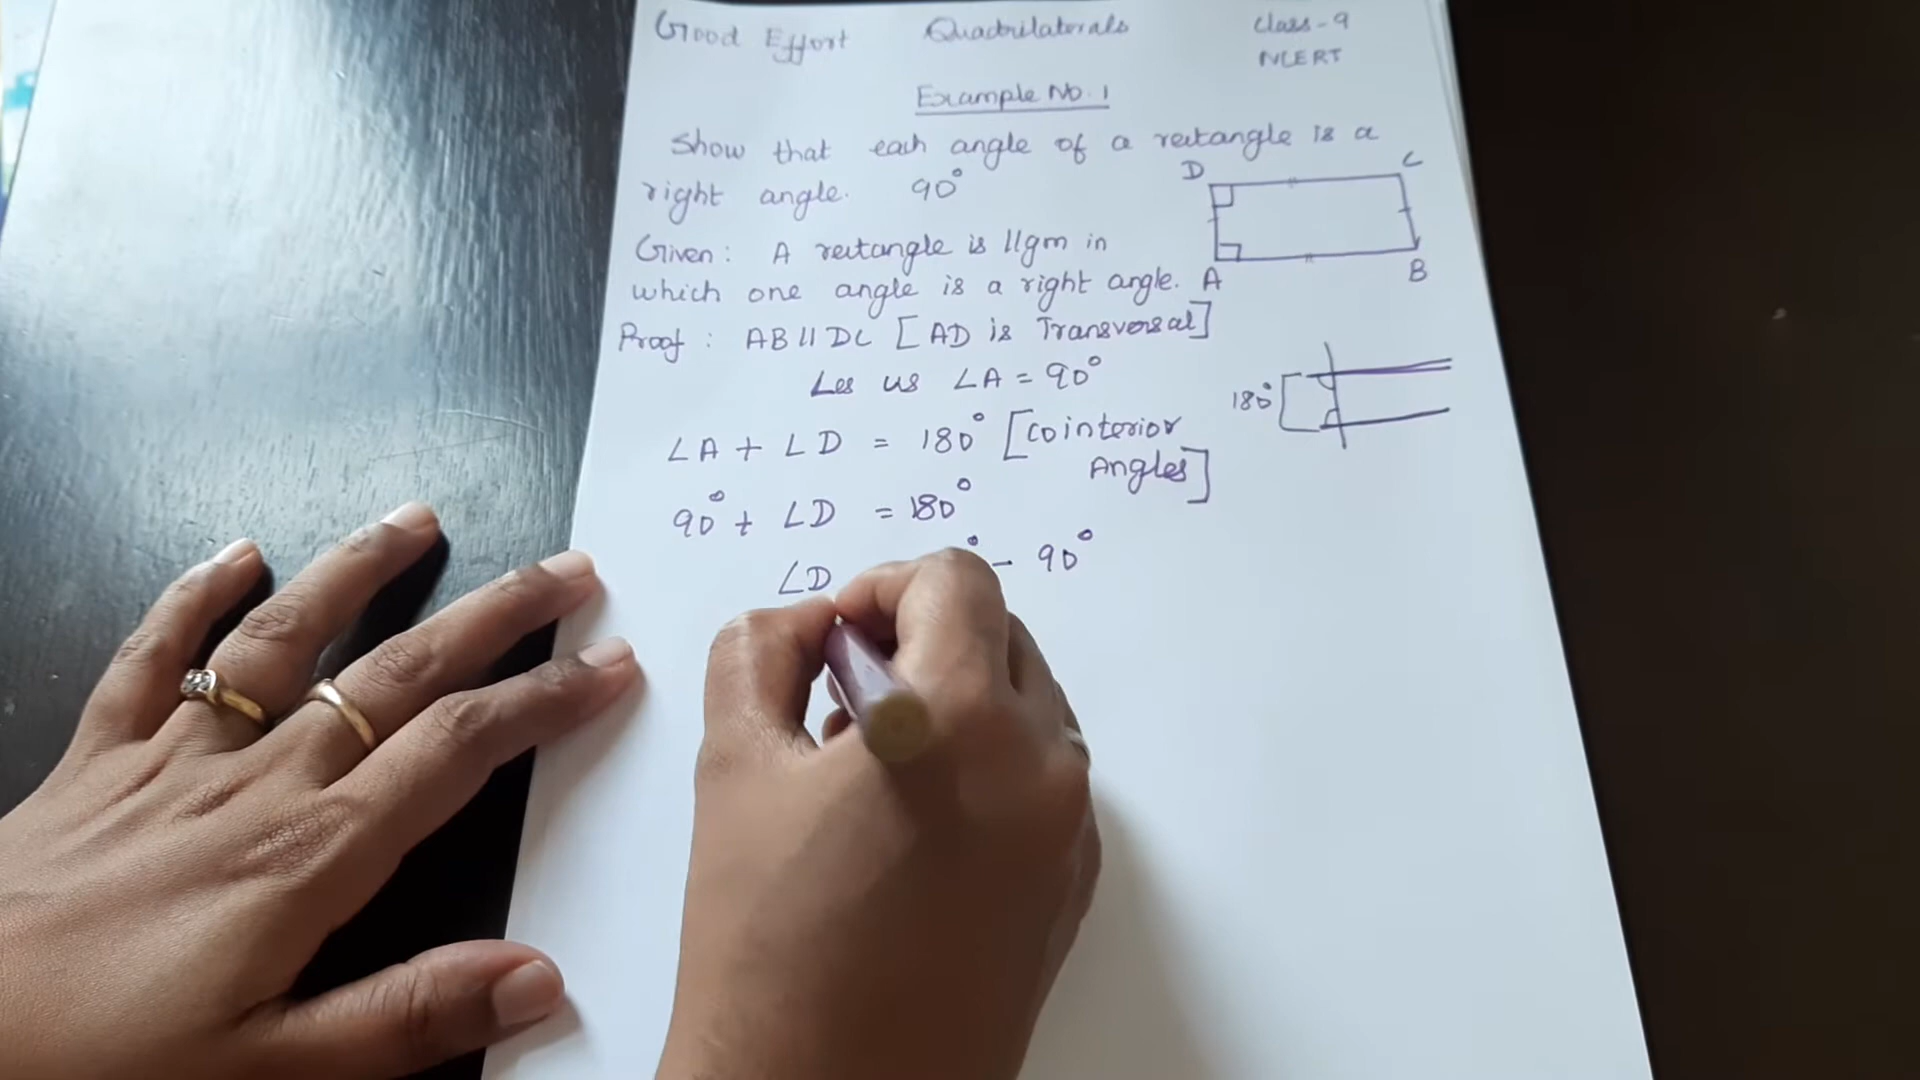 Good Effort Quadrilaterals Class-9
NCERT
Example No. 1
Show that each angle of a rectangle is a
right angle. 90°
D C
A B
Given: A rectangle is llgm in
which one angle is a right angle.
Proof: AB ll DC [AD is Transversal]
Les us ∠A = 90°
180°
∠A + ∠D = 180° [cointerior
Angles]
90° + ∠D = 180°
∠D ° - 90°